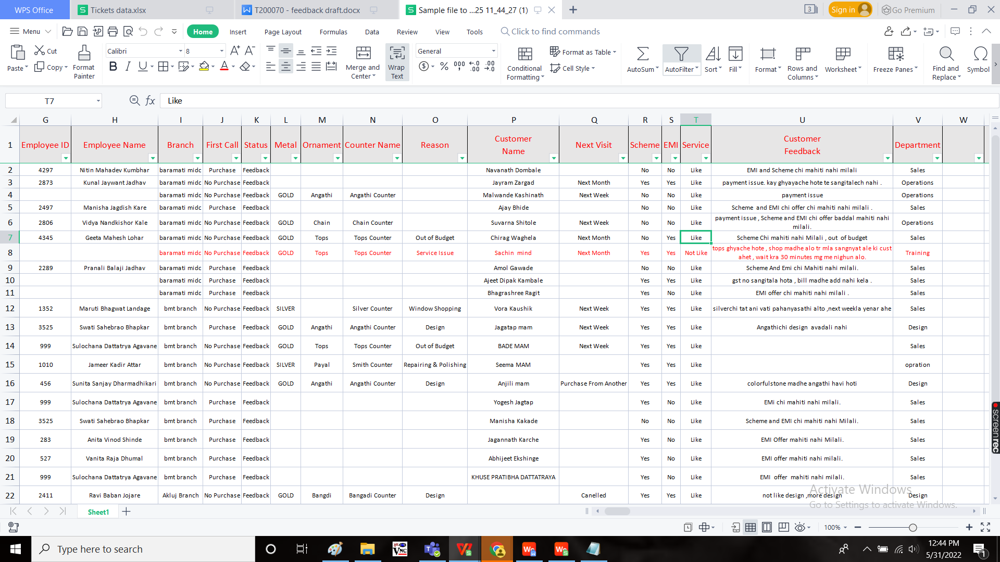 WPS Office Tickets data.xlsx T200070 - feedback draft.docx Sample file to ...25 11_44_27 (1) 3 Sign in Go Premium
Menu Home Insert Page Layout Formulas Data Review View Tools Click to find commands
Paste Cut Copy Format Painter Calibri 8 Merge and Center Wrap Text General Conditional Formatting Format as Table Cell Style AutoSum AutoFilter Sort Fill Format Rows and Columns Worksheet Freeze Panes Find and Replace Symbol
T7 fx Like
G H I J K L M N O P Q R S T U V W
1 Employee ID Employee Name Branch First Call Status Metal Ornament Counter Name Reason Customer Name Next Visit Scheme EMI Service Customer Feedback Department
2 4297 Nitin Mahadev Kumbhar baramati midc Purchase Feedback Navanath Dombale No No Like EMI and Scheme chi mahiti nahi milali Sales
3 2873 Kunal Jaywant Jadhav baramati midc No Purchase Feedback Jayram Zargad Next Month Yes Yes Like payment issue. kay ghyayache hote te sangitalech nahi . Operations
4 baramati midc No Purchase Feedback GOLD Angathi Angathi Counter Malwande Kashinath Next Week No No Like payment issue Operations
5 2497 Manisha Jagdish Kare baramati midc Purchase Feedback Ajay Bhide No No Like Scheme and EMI chi offer chi mahiti nahi milali . Sales
6 2806 Vidya Nandkishor Kale baramati midc No Purchase Feedback GOLD Chain Chain Counter Suvarna Shitole Next Week No No Like payment issue , Scheme and EMI chi offer baddal mahiti nahi milali. Operations
7 4345 Geeta Mahesh Lohar baramati midc No Purchase Feedback GOLD Tops Tops Counter Out of Budget Chirag Waghela Next Month No Yes Like Scheme Chi mahiti nahi Milali , out of budget Sales
8 baramati midc No Purchase Feedback GOLD Tops Tops Counter Service Issue Sachin mind Next Month Yes Yes Not Like tops ghyache hote , shop madhe alo tr mla sangnyat ale ki cust ahet , wait kra 30 minutes mg me nighun alo. Training
9 2289 Pranali Balaji Jadhav baramati midc Purchase Feedback Amol Gawade No No Like Scheme And Emi chi Mahiti nahi milali. Sales
10 baramati midc Purchase Feedback Ajeet Dipak Kambale Yes Yes Like gst no sangitala hota , bill madhe add nahi kela . Sales
11 baramati midc Purchase Feedback Bhagrashree Ragit Yes No Like EMI offer chi mahiti nahi milali . Sales
12 1352 Maruti Bhagwat Landage bmt branch No Purchase Feedback SILVER Silver Counter Window Shopping Vora Kaushik Next Week Yes Yes Like silverchi tat ani vati pahanyasathi alto ,next weekla yenar ahe Sales
13 3525 Swati Sahebrao Bhapkar bmt branch Purchase Feedback GOLD Angathi Angathi Counter Design Jagatap mam Next Week Yes Yes Like Angathichi design avadali nahi Design
14 999 Sulochana Dattatrya Agavane bmt branch No Purchase Feedback GOLD Tops Tops Counter Out of Budget BADE MAM Next Week Yes Yes Like Sales
15 1010 Jameer Kadir Attar bmt branch No Purchase Feedback SILVER Payal Smith Counter Repairing & Polishing Seema MAM Yes Yes Like opration
16 456 Sunita Sanjay Dharmadhikari bmt branch No Purchase Feedback GOLD Angathi Angathi Counter Design Anjili mam Purchase From Another Yes Yes Like colorfulstone madhe angathi havi hoti Design
17 999 Sulochana Dattatrya Agavane bmt branch Purchase Feedback Yogesh Jagtap Yes No Like EMi chi mahiti nahi milali. Sales
18 3525 Swati Sahebrao Bhapkar bmt branch Purchase Feedback Manisha Kakade No No Like Scheme and EMI chi mahiti nahi Milali. Sales
19 283 Anita Vinod Shinde bmt branch Purchase Feedback Jagannath Karche Yes No Like EMI Offer mahiti nahi Milali. Sales
20 527 Vanita Raja Dhumal bmt branch Purchase Feedback Abhijeet Ekshinge Yes No Like EMI offer mahiti nahi milali. Sales
21 999 Sulochana Dattatrya Agavane bmt branch Purchase Feedback KHUSE PRATIBHA DATTATRAYA Yes No Like EMI offer mahiti nahi milali. Sales
22 2411 Ravi Baban Jojare Akluj Branch No Purchase Feedback GOLD Bangdi Bangadi Counter Design Canelled Yes Yes Like not like design ,more design Design
Activate Windows
Go to Settings to activate Windows.
screenrec
Sheet1
100%
Type here to search
12:44 PM
5/31/2022
1